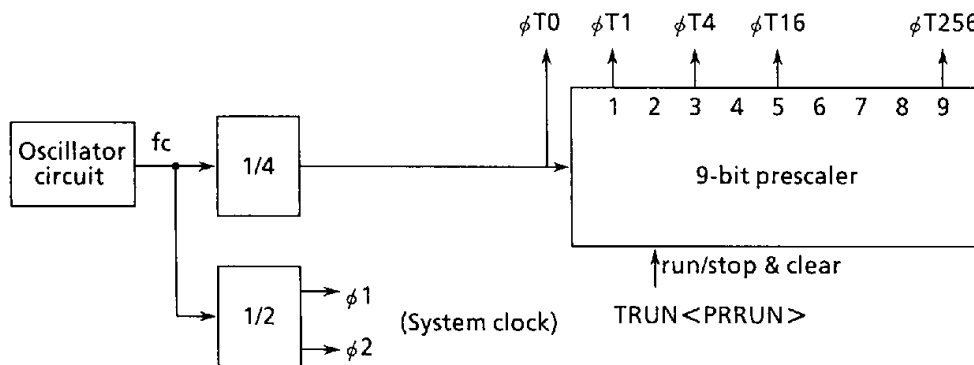 ϕT0 ϕT1 ϕT4 ϕT16 ϕT256
1 2 3 4 5 6 7 8 9
Oscillator
circuit
fc
1/4
9-bit prescaler
run/stop & clear
TRUN<PRRUN>
1/2
ϕ1
ϕ2
(System clock)